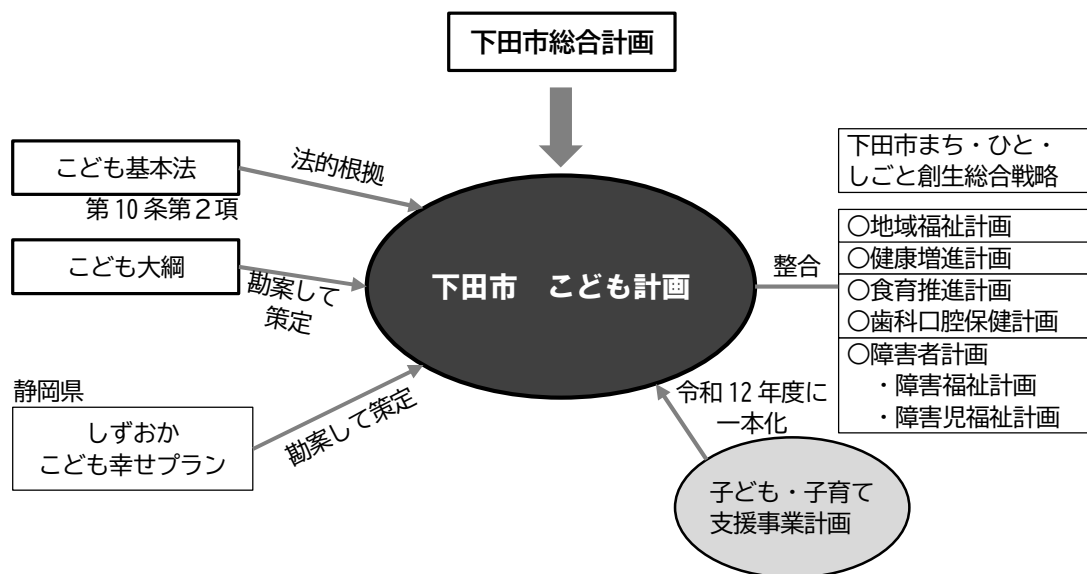 下田市総合計画
こども基本法
第10条第2項
法的根拠
こども大綱
勘案して
策定
静岡県
しずおか
こども幸せプラン
勘案して策定
下田市　こども計画
整合
下田市まち・ひと・
しごと創生総合戦略
○地域福祉計画
○健康増進計画
○食育推進計画
○歯科口腔保健計画
○障害者計画
・障害福祉計画
・障害児福祉計画
令和12年度に
一本化
子ども・子育て
支援事業計画